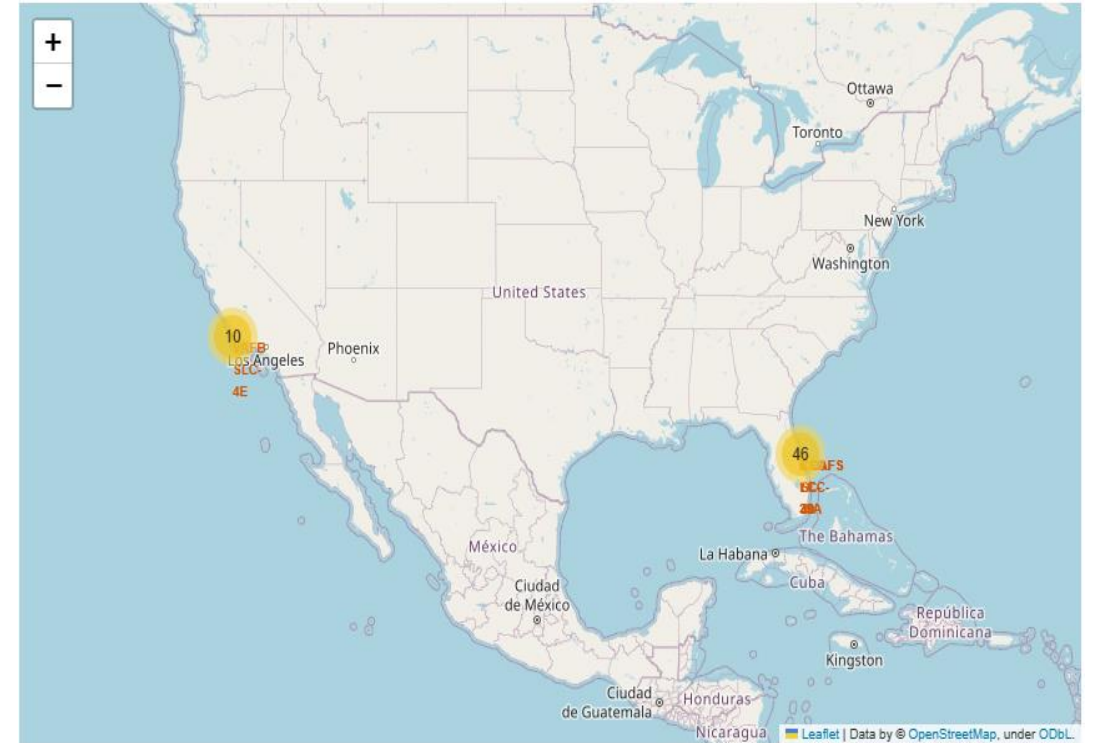 +
−
Ottawa
Toronto
New York
Washington
United States
10
Los Angeles
Phoenix
SLC-
4E
46
The Bahamas
La Habana
México
Cuba
Ciudad
de México
República
Dominicana
Kingston
Ciudad
de Guatemala
Honduras
Nicaragua
Leaflet | Data by © OpenStreetMap, under ODbL.